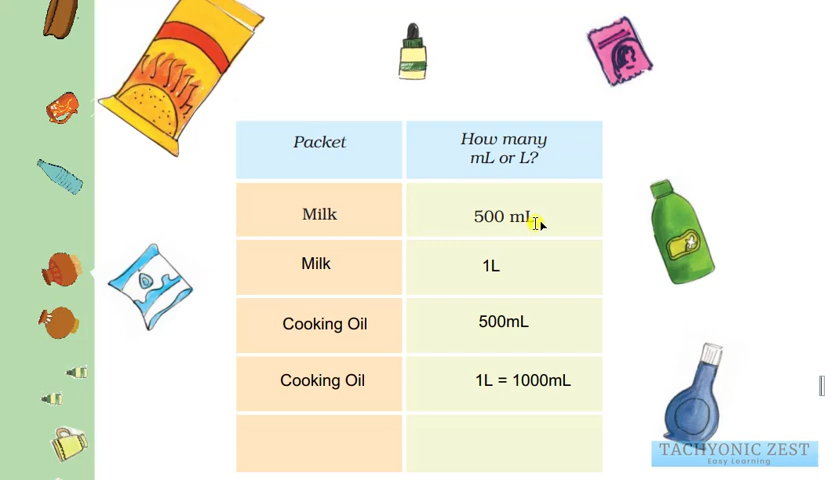 Packet
How many
mL or L?
Milk
500 mL
Milk
1L
Cooking Oil
500mL
Cooking Oil
1L = 1000mL
TACHYONIC ZEST
Easy Learning